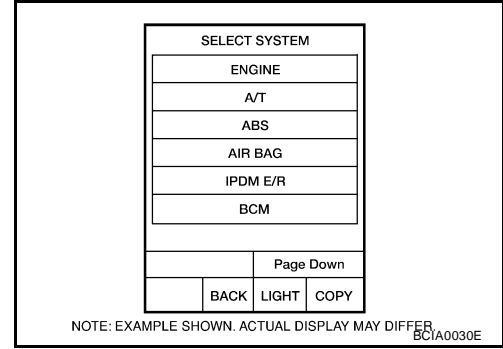 SELECT SYSTEM
ENGINE
A/T
ABS
AIR BAG
IPDM E/R
BCM
Page Down
BACK LIGHT COPY
NOTE: EXAMPLE SHOWN. ACTUAL DISPLAY MAY DIFFER.
BCIA0030E